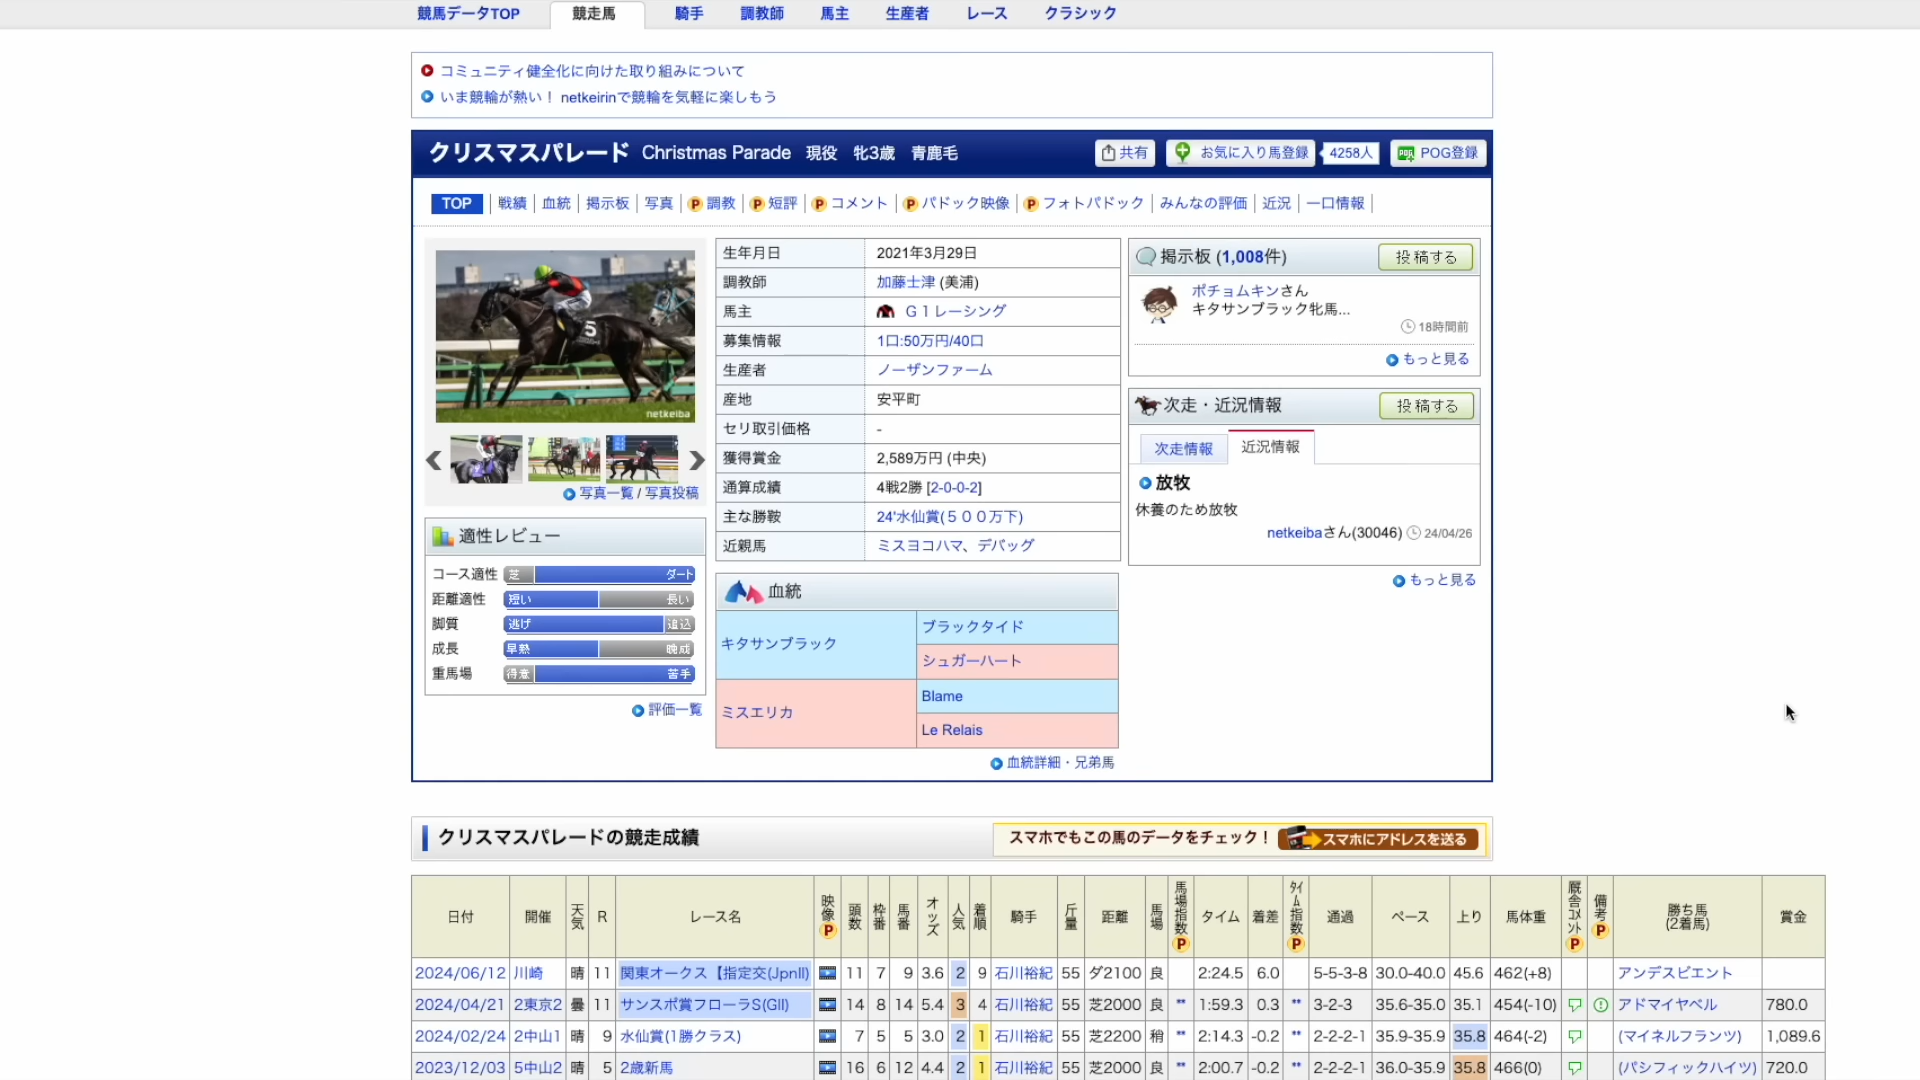 競馬データTOP 競走馬 騎手 調教師 馬主 生産者 レース クラシック
コミュニティ健全化に向けた取り組みについて
いま競輪が熱い！ netkeirinで競輪を気軽に楽しもう
クリスマスパレード Christmas Parade 現役 牝3歳 青鹿毛 共有 お気に入り馬登録 4258人 POG登録
TOP 戦績 血統 掲示板 写真 P 調教 P 短評 P コメント P パドック映像 P フォトパドック みんなの評価 近況 一口情報
5
netkeiba
写真一覧 / 写真投稿
適性レビュー
コース適性 芝 ダート
距離適性 短い 長い
脚質 逃げ 追込
成長 早熟 晩成
重馬場 得意 苦手
評価一覧
生年月日 2021年3月29日
調教師 加藤士津 (美浦)
馬主 Ｇ１レーシング
募集情報 1口:50万円/40口
生産者 ノーザンファーム
産地 安平町
セリ取引価格 -
獲得賞金 2,589万円 (中央)
通算成績 4戦2勝 [2-0-0-2]
主な勝鞍 24'水仙賞(５００万下)
近親馬 ミスヨコハマ、デバッグ
血統
キタサンブラック
ブラックタイド
シュガーハート
ミスエリカ
Blame
Le Relais
血統詳細・兄弟馬
掲示板 (1,008件) 投稿する
ポチョムキンさん
キタサンブラック牝馬...
18時間前
もっと見る
次走・近況情報 投稿する
次走情報 近況情報
放牧
休養のため放牧
netkeibaさん(30046) 24/04/26
もっと見る
クリスマスパレードの競走成績 スマホでもこの馬のデータをチェック！ スマホにアドレスを送る
日付 開催 天気 R レース名 映像P 頭数 枠番 馬番 オッズ 人気 着順 騎手 斤量 距離 馬場 馬場指数P タイム 着差 タイム指数P 通過 ペース 上り 馬体重 厩舎コメントP 備考P 勝ち馬(2着馬) 賞金
2024/06/12 川崎 晴 11 関東オークス【指定交(JpnII) 11 7 9 3.6 2 9 石川裕紀 55 ダ2100 良 2:24.5 6.0 5-5-3-8 30.0-40.0 45.6 462(+8) アンデスビエント
2024/04/21 2東京2 曇 11 サンスポ賞フローラS(GII) 14 8 14 5.4 3 4 石川裕紀 55 芝2000 良 ** 1:59.3 0.3 ** 3-2-3 35.6-35.0 35.1 454(-10) アドマイヤベル 780.0
2024/02/24 2中山1 晴 9 水仙賞(1勝クラス) 7 5 5 3.0 2 1 石川裕紀 55 芝2200 稍 ** 2:14.3 -0.2 ** 2-2-2-1 35.9-35.9 35.8 464(-2) (マイネルフランツ) 1,089.6
2023/12/03 5中山2 晴 5 2歳新馬 16 6 12 4.4 2 1 石川裕紀 55 芝2000 良 ** 2:00.7 -0.2 ** 2-2-2-1 36.0-35.9 35.8 466(0) (パシフィックハイツ) 720.0